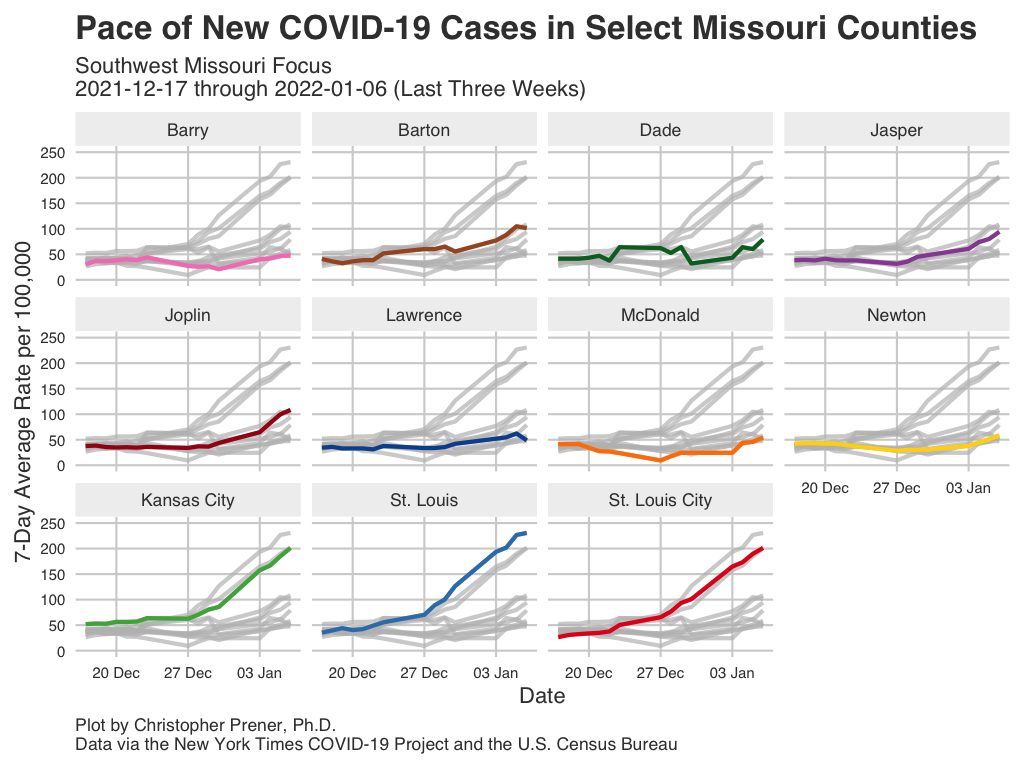 Pace of New COVID-19 Cases in Select Missouri Counties
Southwest Missouri Focus
2021-12-17 through 2022-01-06 (Last Three Weeks)
7-Day Average Rate per 100,000
Barry
Barton
Dade
Jasper
250
200
150
100
50
0
Joplin
Lawrence
McDonald
Newton
250
200
150
100
50
0
20 Dec
27 Dec
03 Jan
Kansas City
St. Louis
St. Louis City
250
200
150
100
50
0
20 Dec
27 Dec
03 Jan
20 Dec
27 Dec
03 Jan
20 Dec
27 Dec
03 Jan
Date
Plot by Christopher Prener, Ph.D.
Data via the New York Times COVID-19 Project and the U.S. Census Bureau